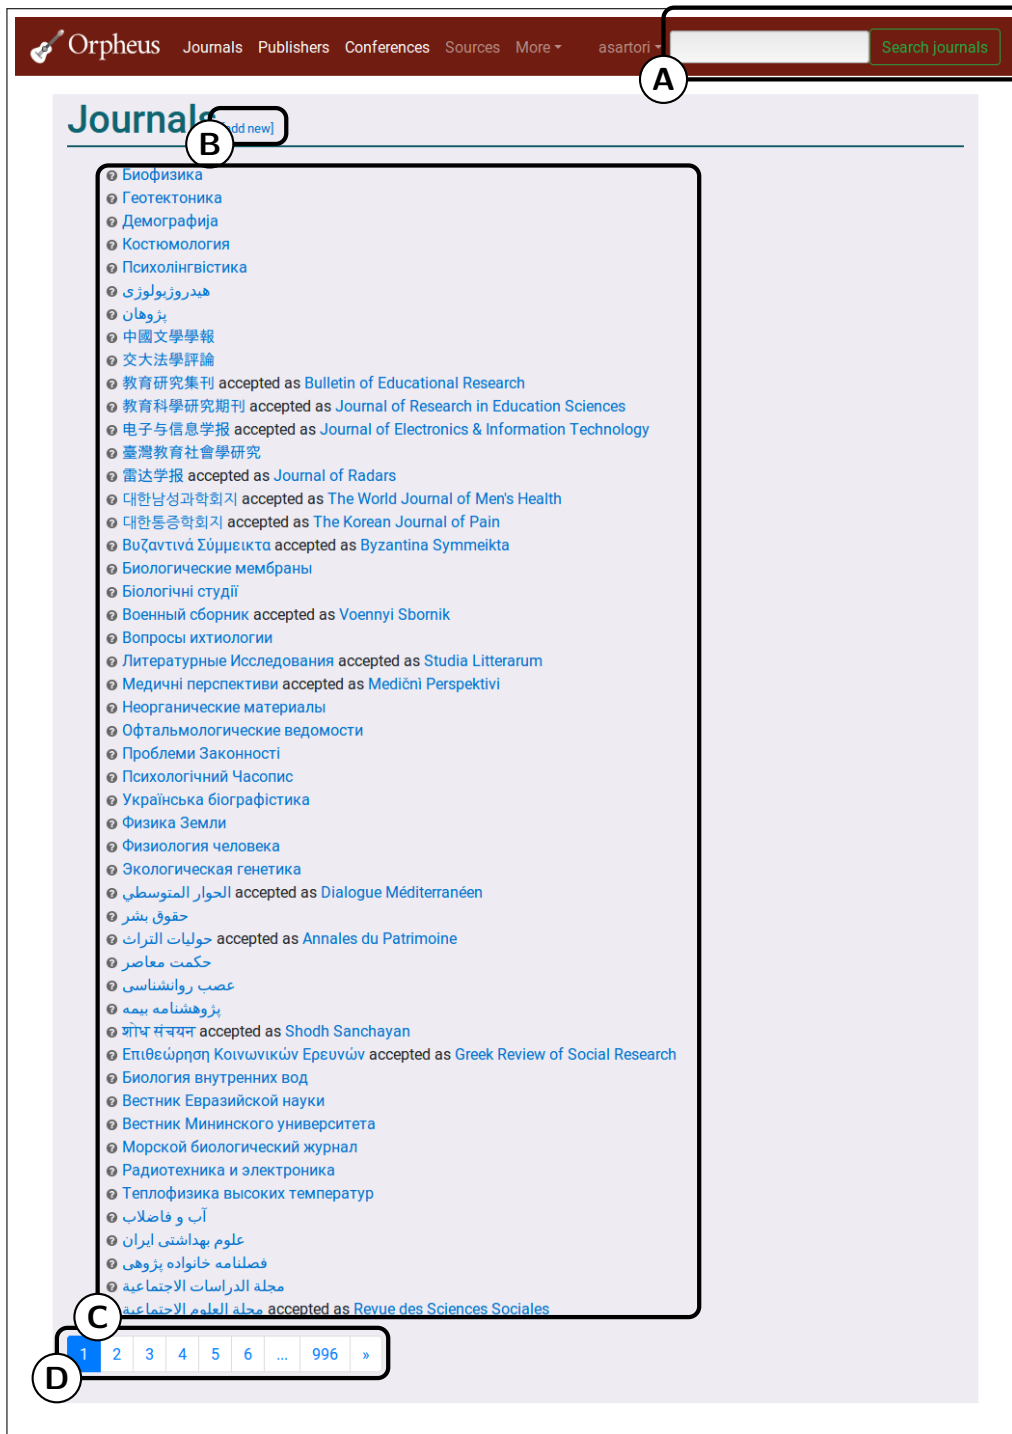 Orpheus Journals Publishers Conferences Sources More asartori Search journals
A
Journals [add new]
B
Биофизика
Геотектоника
Демографија
Костюмология
Психолінгвістика
هیدروژیولوژی
پژوهان
中國文學學報
交大法學評論
教育研究集刊 accepted as Bulletin of Educational Research
教育科學研究期刊 accepted as Journal of Research in Education Sciences
电子与信息学报 accepted as Journal of Electronics & Information Technology
臺灣教育社會學研究
雷达学报 accepted as Journal of Radars
대한남성과학회지 accepted as The World Journal of Men's Health
대한통증학회지 accepted as The Korean Journal of Pain
Βυζαντινά Σύμμεικτα accepted as Byzantina Symmeikta
Биологические мембраны
Біологічні студії
Военный сборник accepted as Voennyi Sbornik
Вопросы ихтиологии
Литературные Исследования accepted as Studia Litterarum
Медичні перспективи accepted as Medičnì Perspektivi
Неорганические материалы
Офтальмологические ведомости
Проблеми Законності
Психологічний Часопис
Українська біографістика
Физика Земли
Физиология человека
Экологическая генетика
الحوار المتوسطي accepted as Dialogue Méditerranéen
حقوق بشر
حوليات التراث accepted as Annales du Patrimoine
حکمت معاصر
عصب روانشناسی
پژوهشنامه بیمه
शोध संचयन accepted as Shodh Sanchayan
Επιθεώρηση Κοινωνικών Ερευνών accepted as Greek Review of Social Research
Биология внутренних вод
Вестник Евразийской науки
Вестник Мининского университета
Морской биологический журнал
Радиотехника и электроника
Теплофизика высоких температур
آب و فاضلاب
علوم بهداشتی ایران
فصلنامه خانواده پژوهی
مجلة الدراسات الاجتماعية
مجلة العلوم الاجتماعية accepted as Revue des Sciences Sociales
C
1 2 3 4 5 6 ... 996 »
D